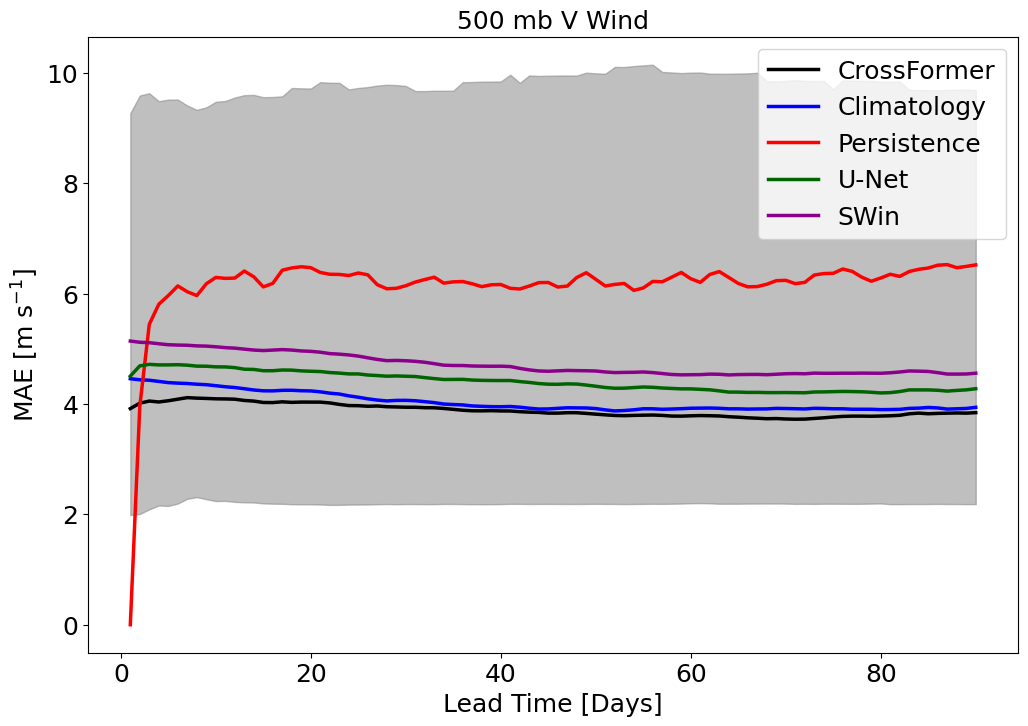 500 mb V Wind
CrossFormer
Climatology
Persistence
U-Net
SWin
MAE [m s⁻¹]
10
8
6
4
2
0
0 20 40 60 80
Lead Time [Days]